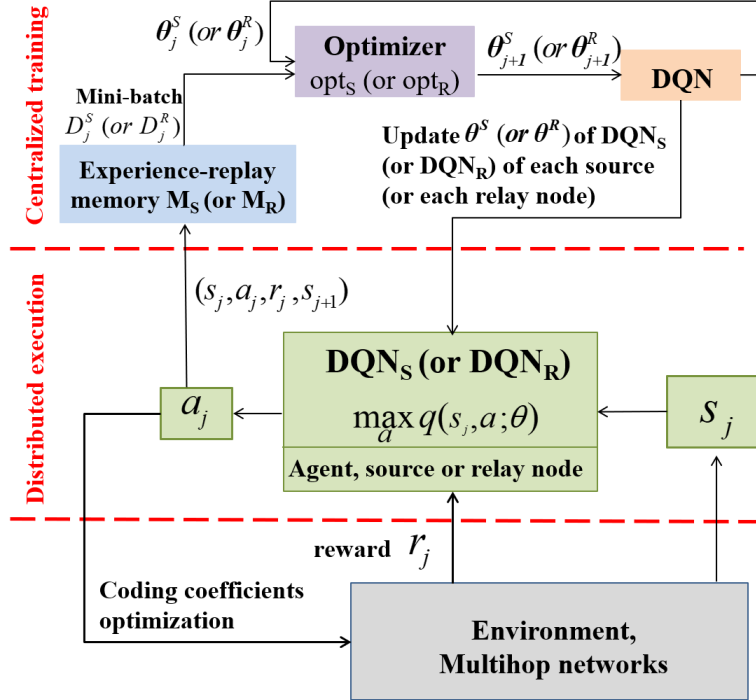 Centralized training
θ_j^S (or θ_j^R)
Optimizer
opt_S (or opt_R)
θ_{j+1}^S (or θ_{j+1}^R)
DQN
Mini-batch
D_j^S (or D_j^R)
Update θ^S (or θ^R) of DQN_S
(or DQN_R) of each source
(or each relay node)
Experience-replay
memory M_S (or M_R)
Distributed execution
(s_j, a_j, r_j, s_{j+1})
DQN_S (or DQN_R)
max_a q(s_j, a; θ)
Agent, source or relay node
a_j
s_j
reward r_j
Coding coefficients
optimization
Environment,
Multihop networks